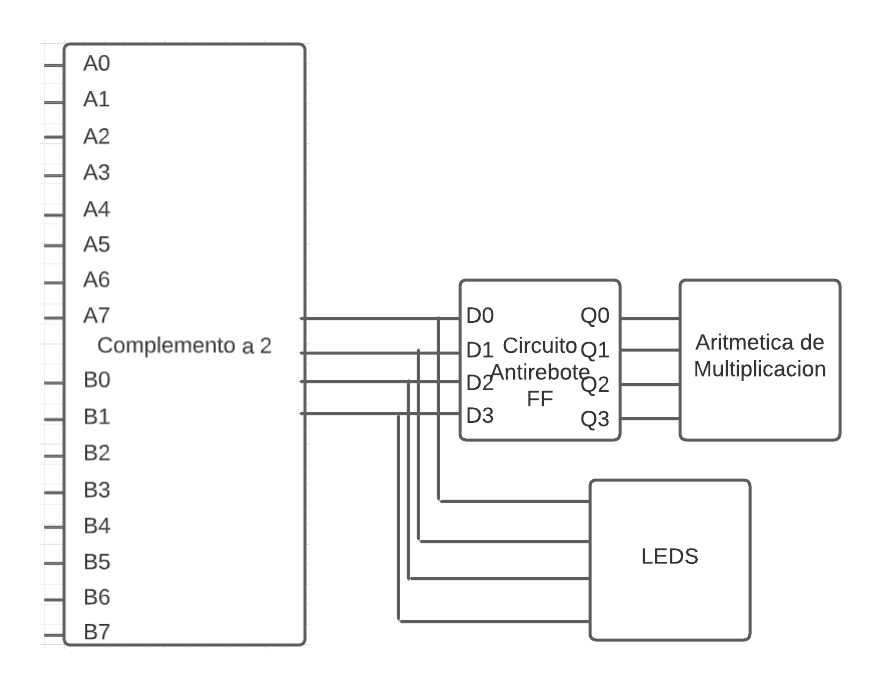 A0
A1
A2
A3
A4
A5
A6
A7
Complemento a 2
B0
B1
B2
B3
B4
B5
B6
B7
D0
D1
D2
D3
Circuito
Antirebote
FF
Q0
Q1
Q2
Q3
Aritmetica de
Multiplicacion
LEDS